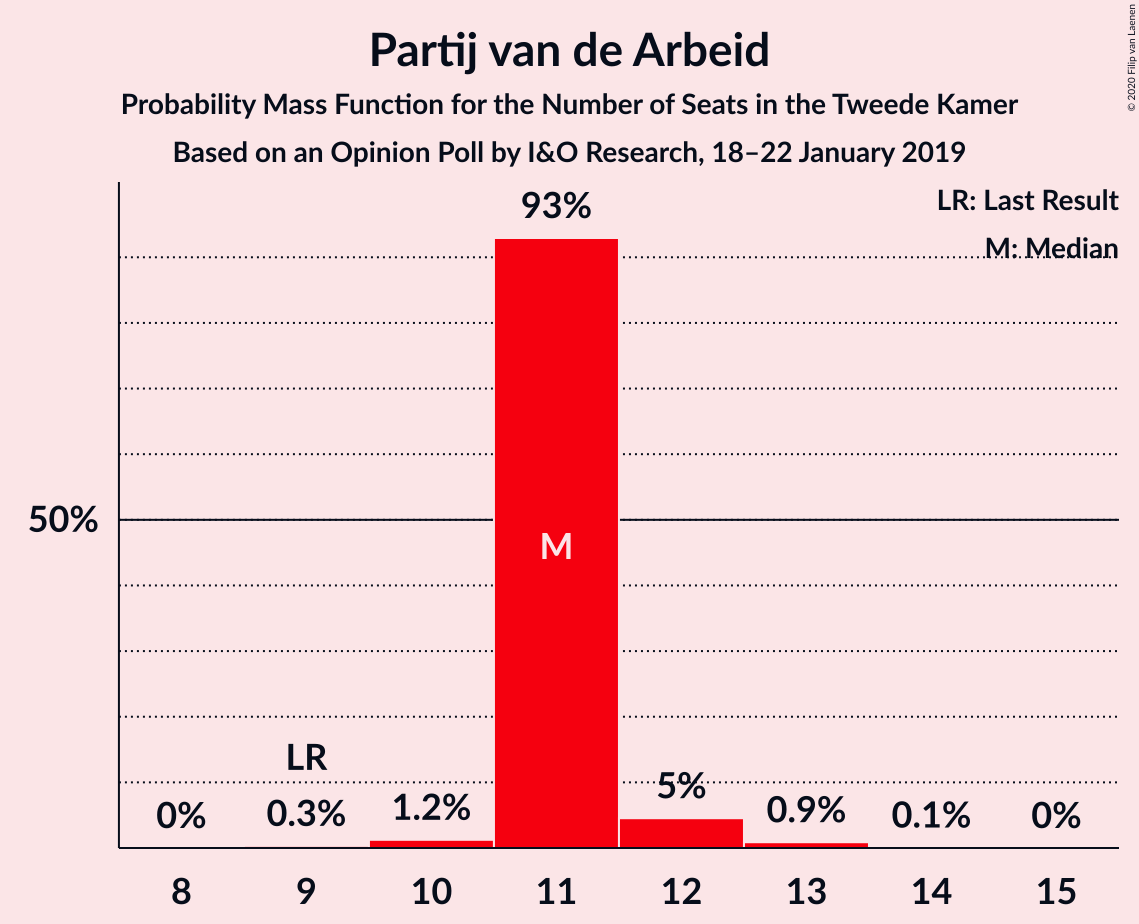 Partij van de Arbeid
Probability Mass Function for the Number of Seats in the Tweede Kamer
Based on an Opinion Poll by I&O Research, 18–22 January 2019
© 2020 Filip van Laenen
LR: Last Result
M: Median
93%
50%
M
LR
0%
0.3%
1.2%
5%
0.9%
0.1%
0%
8 9 10 11 12 13 14 15